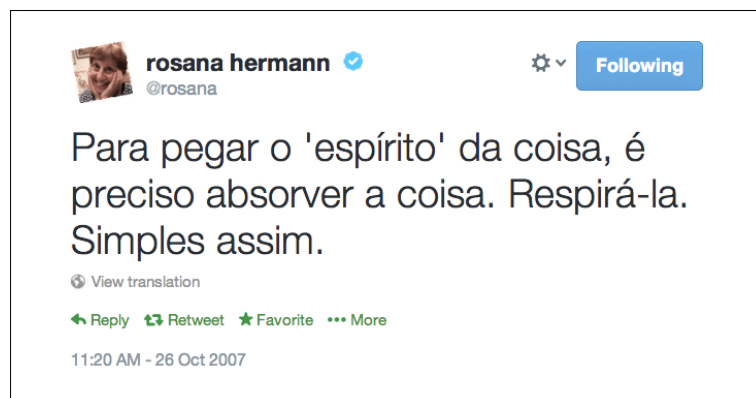 rosana hermann
Following
@rosana
Para pegar o 'espírito' da coisa, é
preciso absorver a coisa. Respirá-la.
Simples assim.
View translation
Reply Retweet Favorite More
11:20 AM - 26 Oct 2007